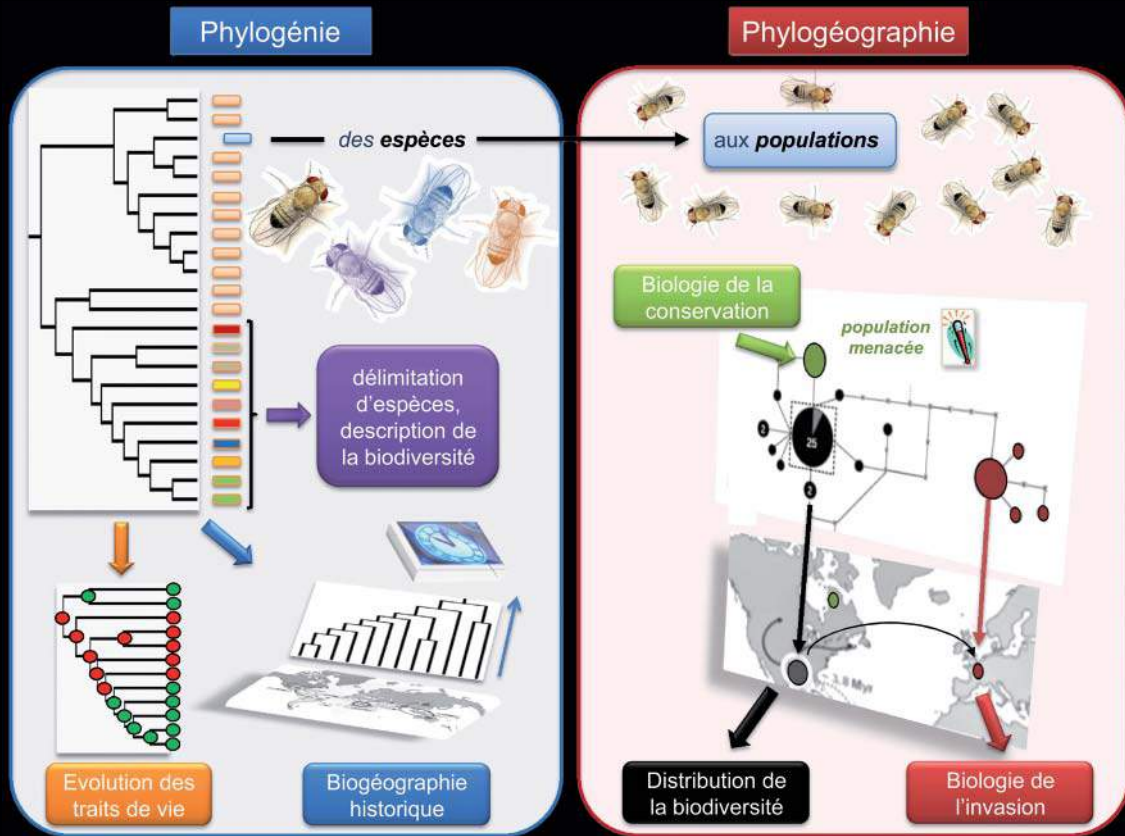 Phylogénie
Phylogéographie
des espèces
aux populations
délimitation
d'espèces,
description de
la biodiversité
Evolution des
traits de vie
Biogéographie
historique
Biologie de la
conservation
population
menacée
2
25
2
3.8 Myr
Distribution de
la biodiversité
Biologie de
l'invasion